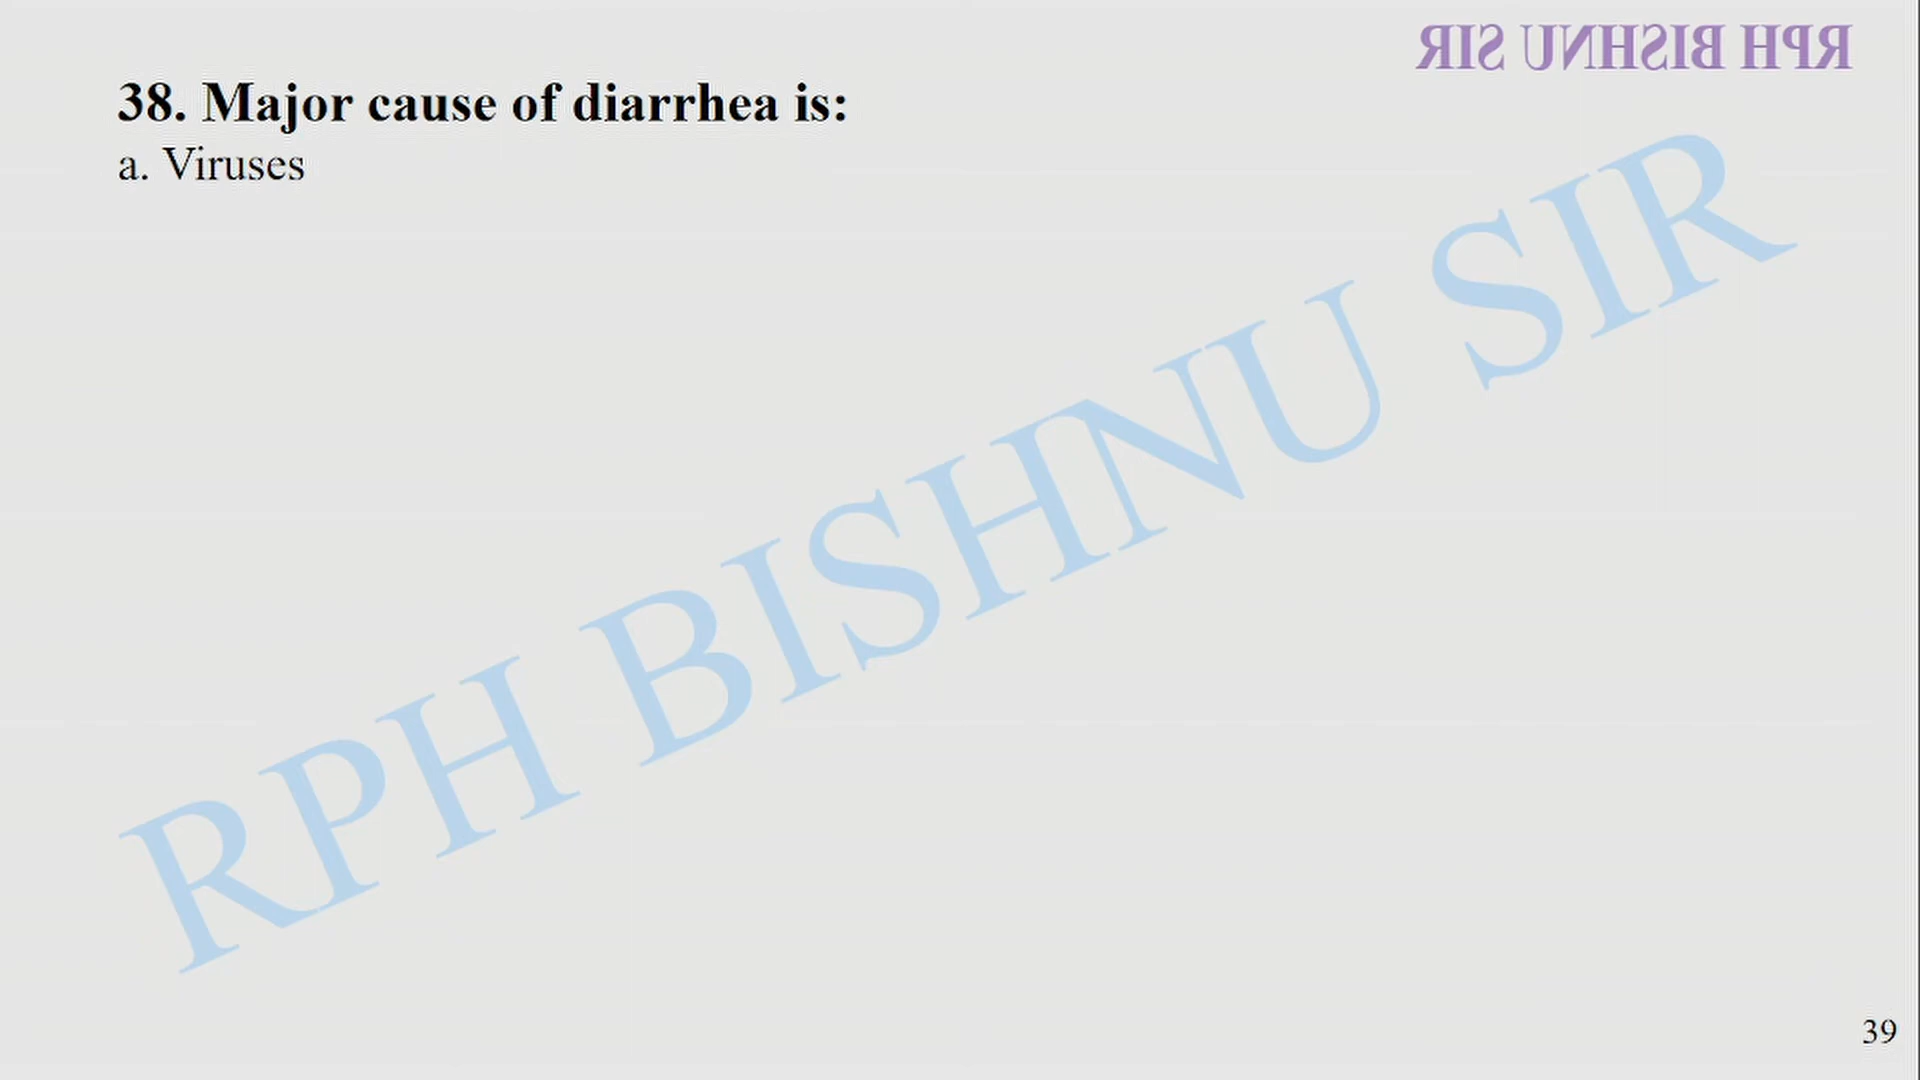 RPH BISHNU SIR
38. Major cause of diarrhea is:
a. Viruses
RPH BISHNU SIR
39